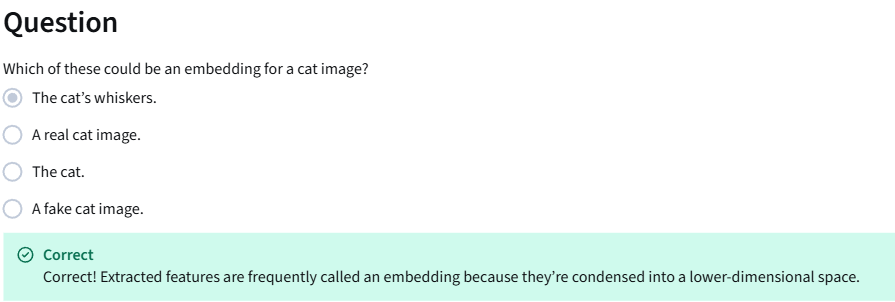 Question
Which of these could be an embedding for a cat image?
The cat’s whiskers.
A real cat image.
The cat.
A fake cat image.
Correct
Correct! Extracted features are frequently called an embedding because they’re condensed into a lower-dimensional space.